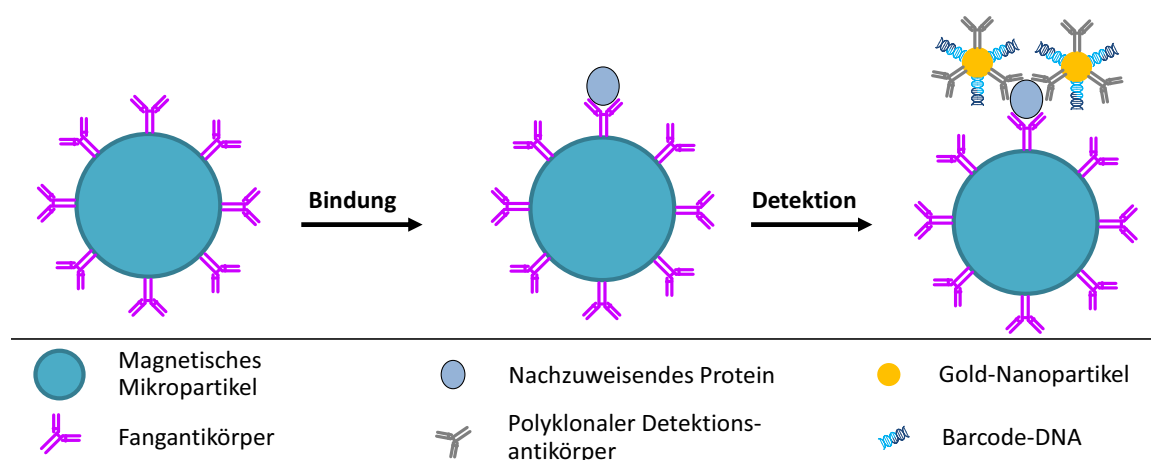 Bindung
Detektion
Magnetisches
Mikropartikel
Nachzuweisendes Protein
Gold-Nanopartikel
Fangantikörper
Polyklonaler Detektions-
antikörper
Barcode-DNA